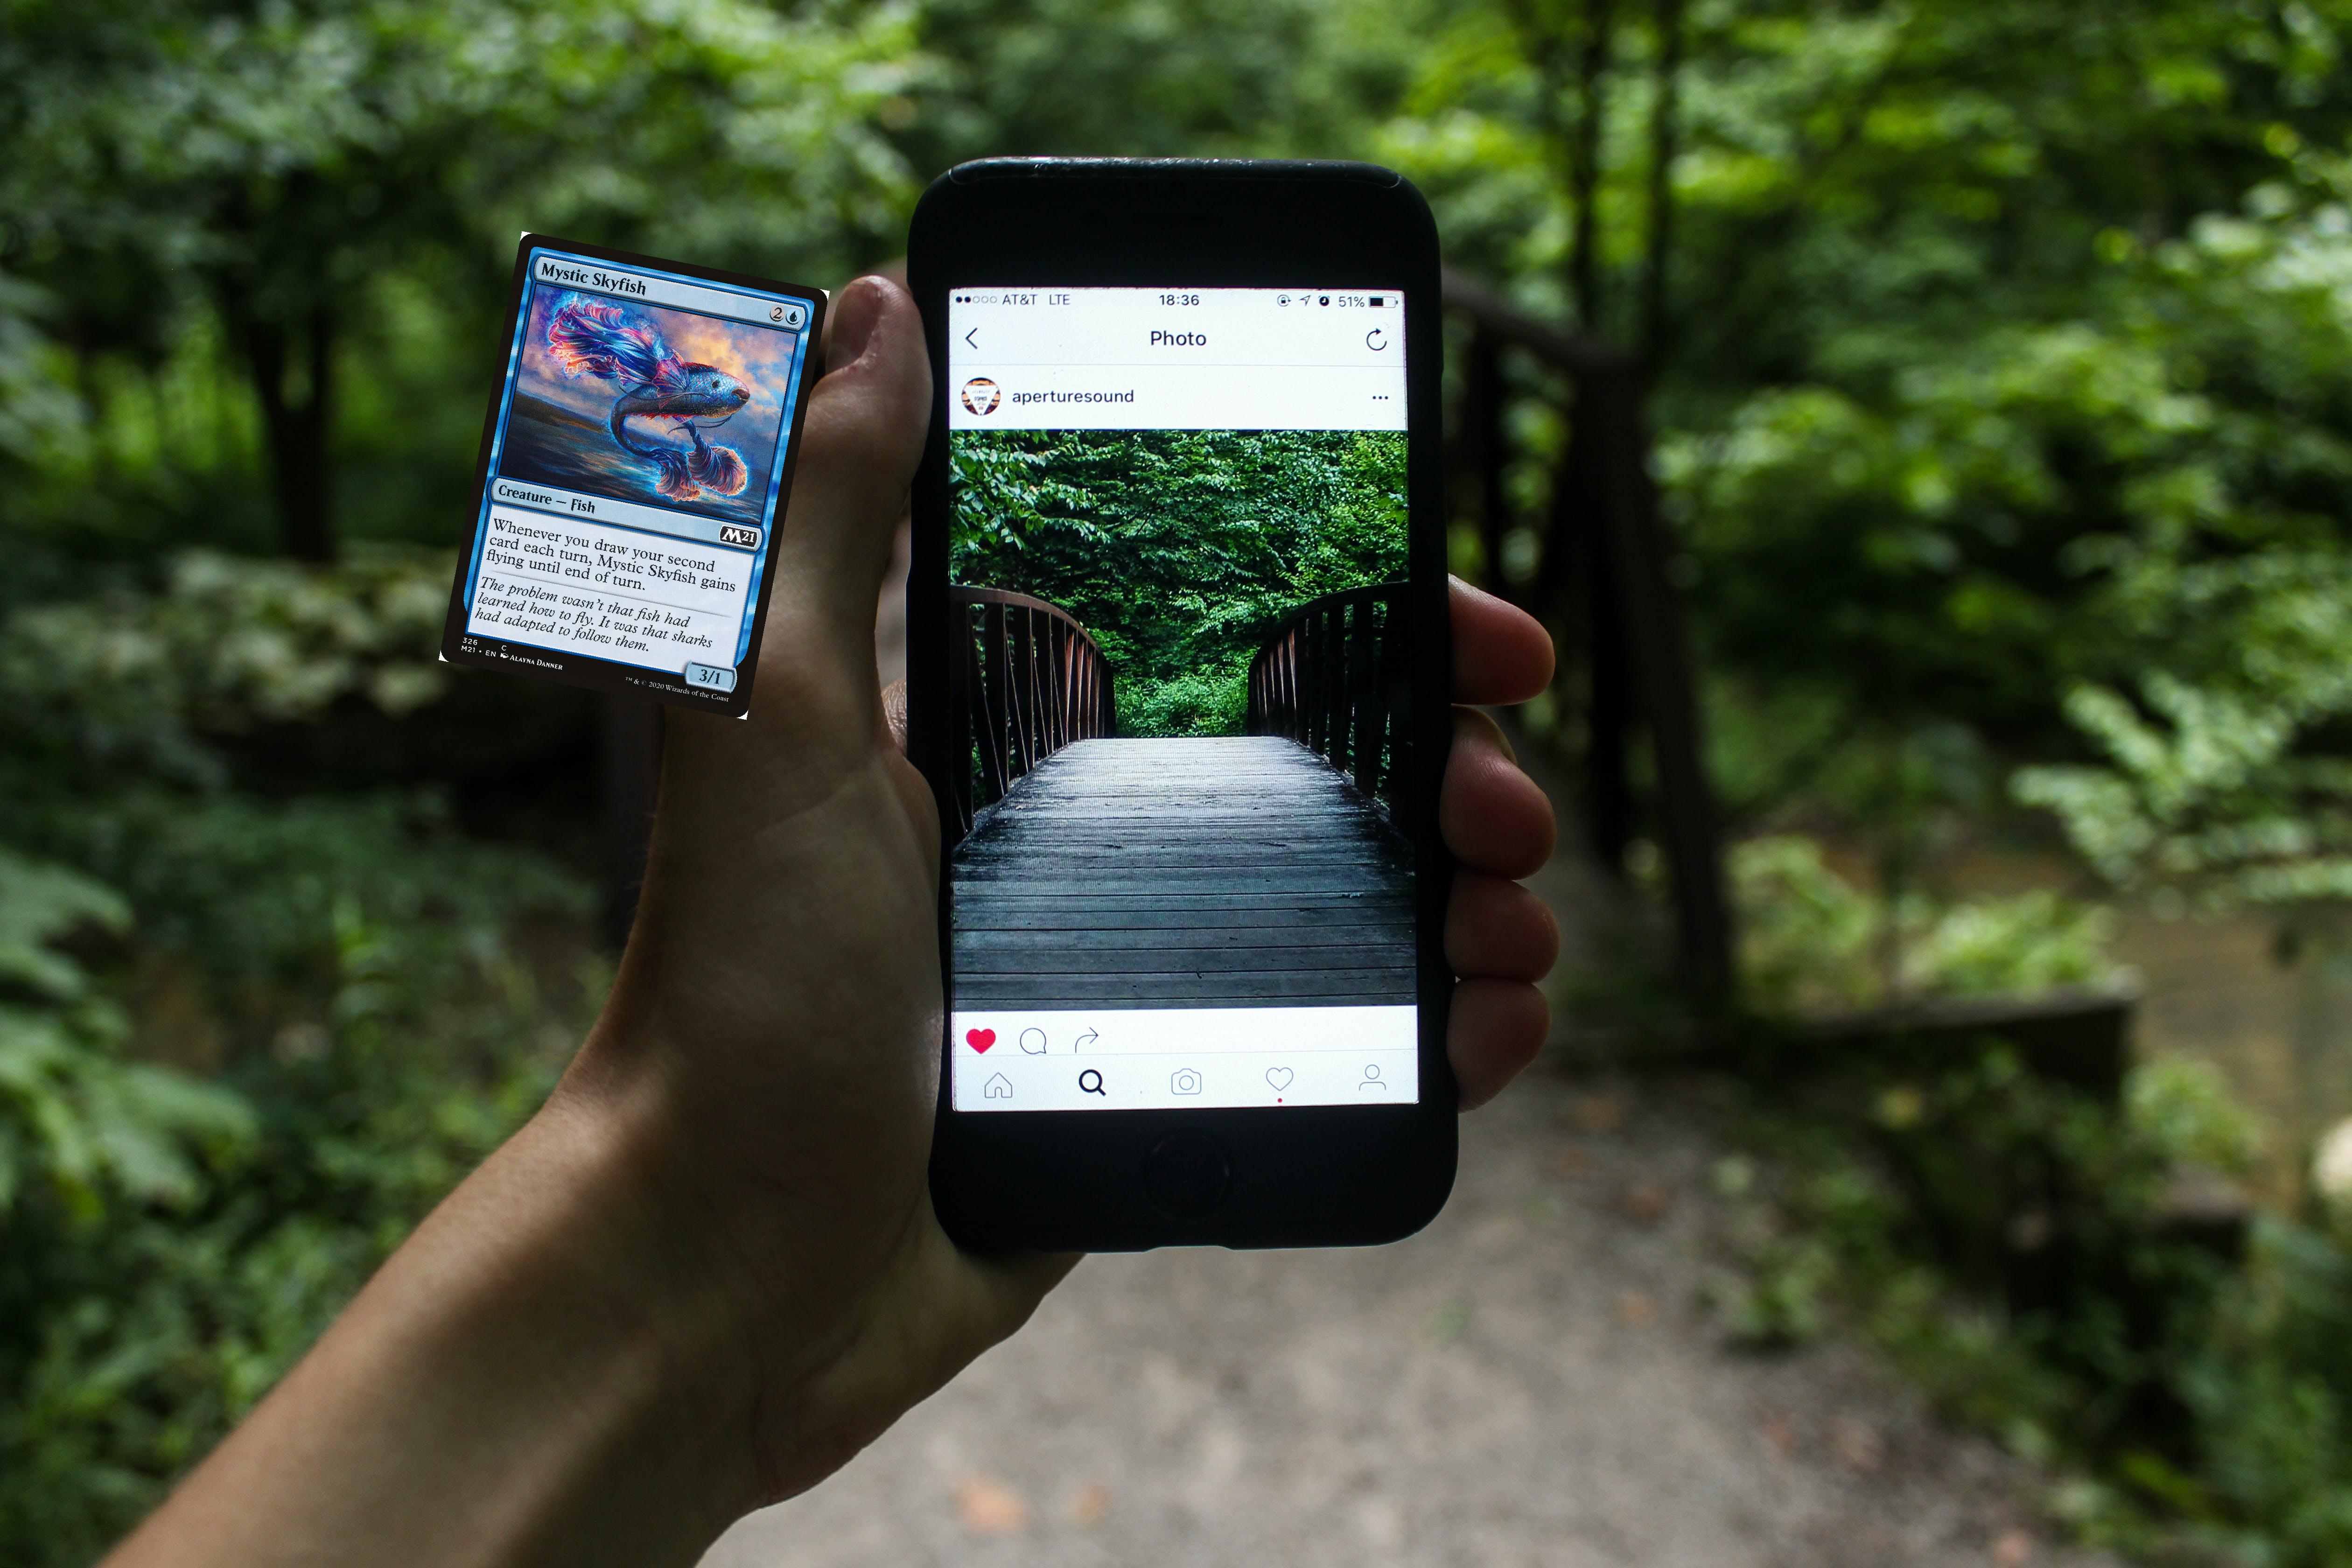 Mystic Skyfish
2
Creature — Fish
M21
Whenever you draw your second
card each turn, Mystic Skyfish gains
flying until end of turn.
The problem wasn't that fish had
learned how to fly. It was that sharks
had adapted to follow them.
3/1
326 C
M21 • EN Alayna Danner
™ & © 2020 Wizards of the Coast
AT&T LTE 18:36 51%
Photo
aperturesound